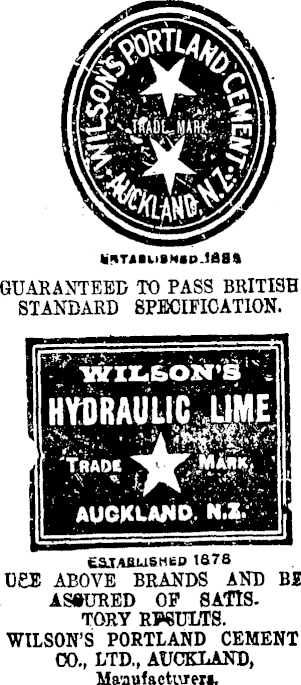 WILSON'S PORTLAND CEMENT
TRADE MARK
AUCKLAND, N.Z.
GUARANTEED TO PASS BRITISH
STANDARD SPECIFICATION.
WILSON'S
HYDRAULIC LIME
TRADE MARK
AUCKLAND, N.Z.
ESTABLISHED 1878
USE ABOVE BRANDS AND BE
ASSURED OF SATIS-
TORY RESULTS.
WILSON'S PORTLAND CEMENT
CO., LTD., AUCKLAND,
Manufacturers.